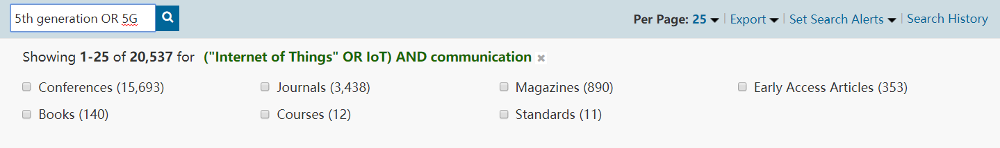 5th generation OR 5G Per Page: 25 Export Set Search Alerts Search History
Showing 1-25 of 20,537 for ("Internet of Things" OR IoT) AND communication
Conferences (15,693) Journals (3,438) Magazines (890) Early Access Articles (353)
Books (140) Courses (12) Standards (11)